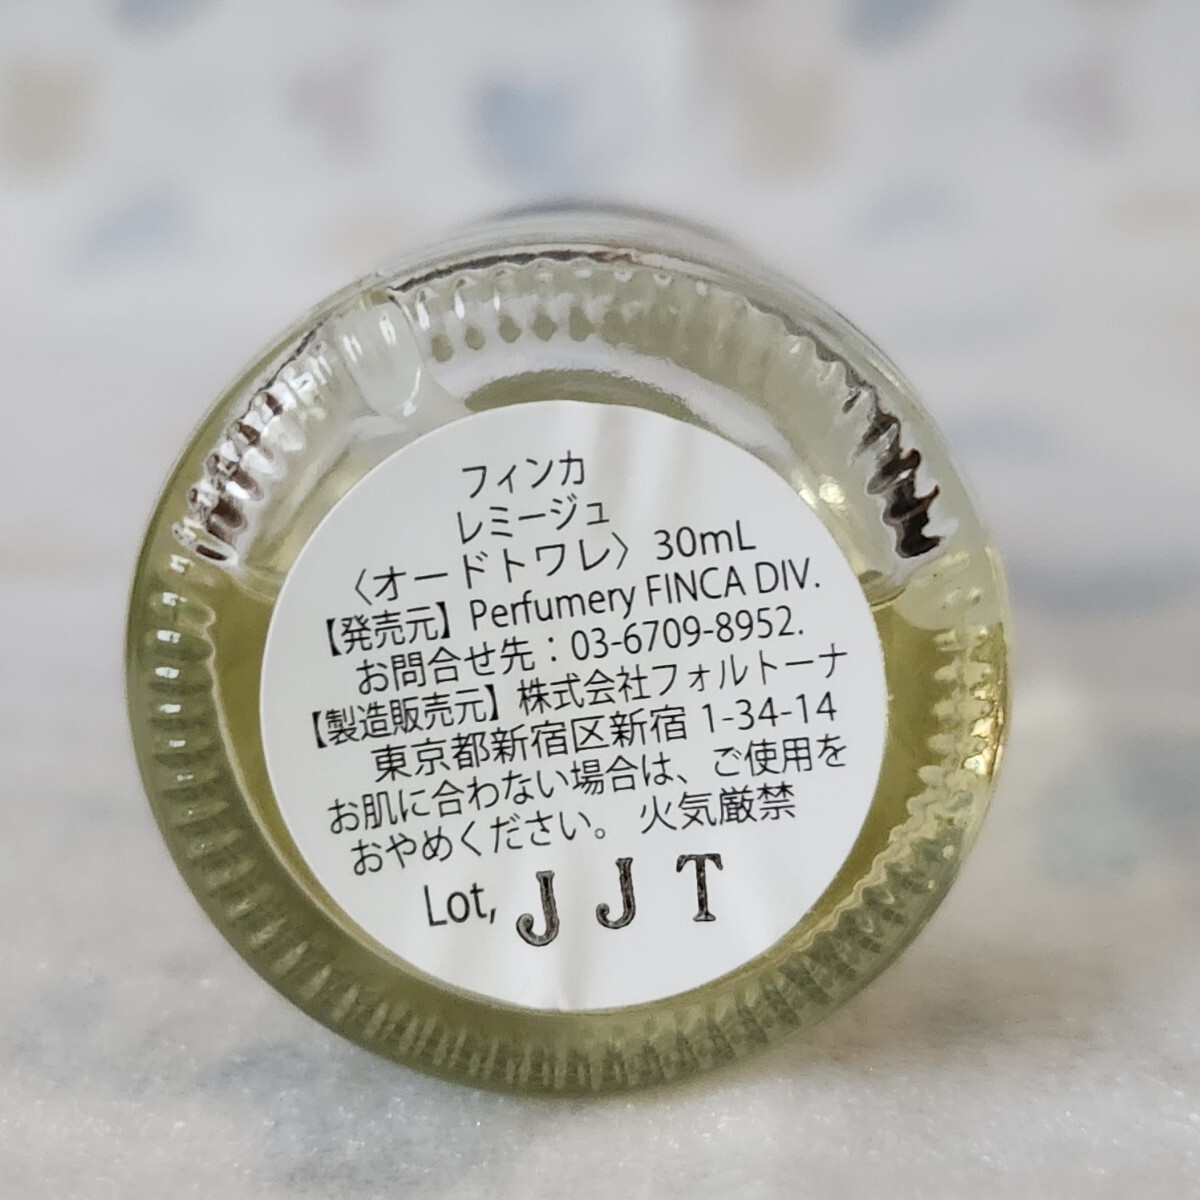 フィンカ
レミージュ
〈オードトワレ〉30mL
【発売元】Perfumery FINCA DIV.
お問合せ先：03-6709-8952.
【製造販売元】株式会社フォルトーナ
東京都新宿区新宿 1-34-14
お肌に合わない場合は、ご使用を
おやめください。火気厳禁
Lot, JJT